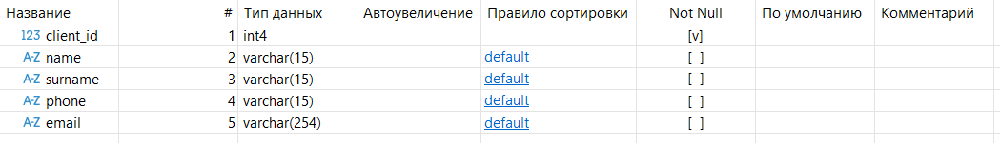 Название # Тип данных Автоувеличение Правило сортировки Not Null По умолчанию Комментарий
123 client_id 1 int4 [v]
A-Z name 2 varchar(15) default [ ]
A-Z surname 3 varchar(15) default [ ]
A-Z phone 4 varchar(15) default [ ]
A-Z email 5 varchar(254) default [ ]